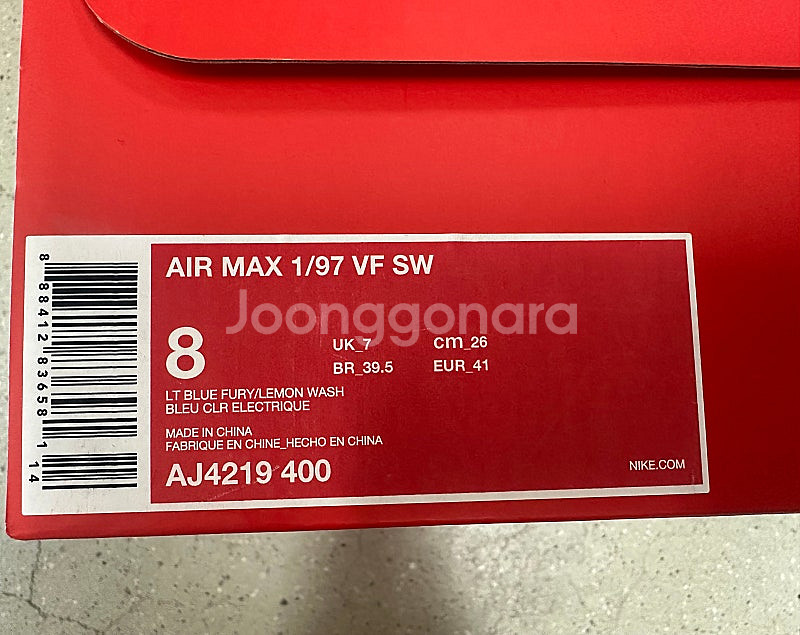 AIR MAX 1/97 VF SW
Joonggonara
8
UK_7
cm_26
BR_39.5
EUR_41
LT BLUE FURY/LEMON WASH
BLEU CLR ELECTRIQUE
MADE IN CHINA
FABRIQUE EN CHINE_HECHO EN CHINA
AJ4219 400
NIKE.COM
8 88412 83658 1 14